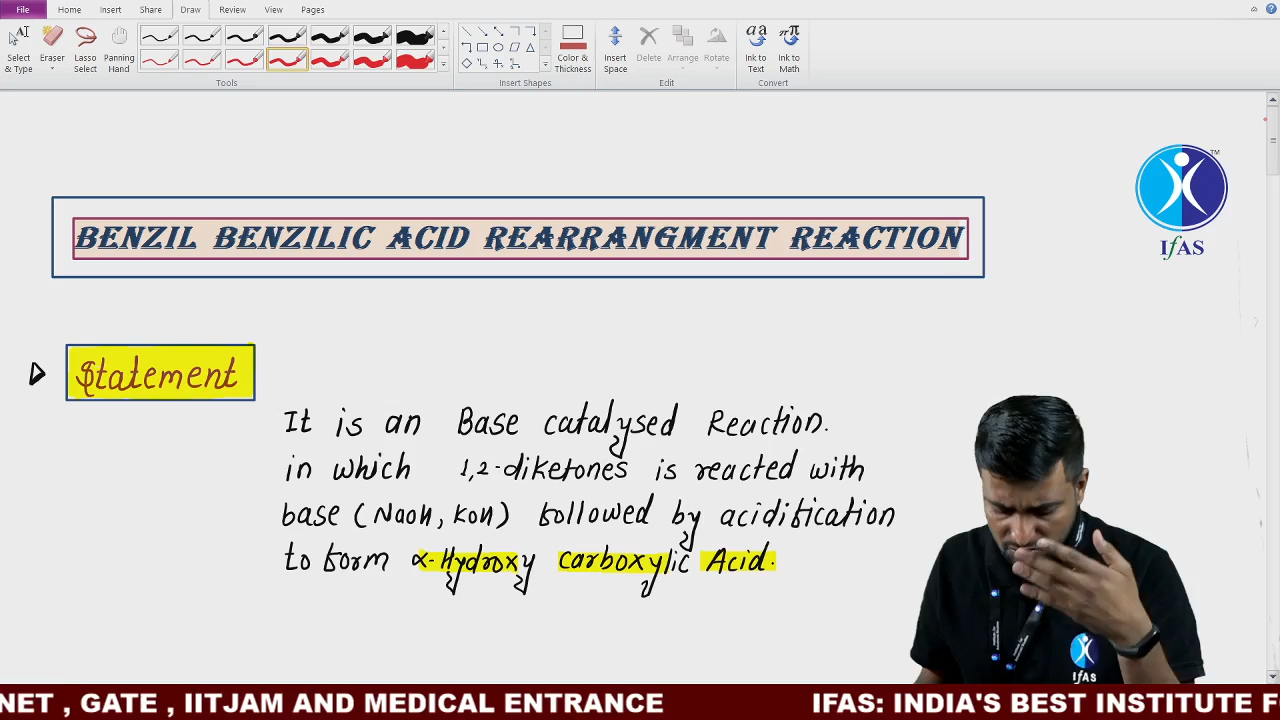 File Home Insert Share Draw Review View Pages
Select & Type
Eraser
Lasso Select
Panning Hand
Color & Thickness
Insert Space
Delete
Arrange
Rotate
Ink to Text
Ink to Math
Tools Insert Shapes Edit Convert
BENZIL BENZILIC ACID REARRANGMENT REACTION
TM
IfAS
Statement
It is an Base catalysed Reaction.
in which 1,2-diketones is reacted with
base (NaOH, KOH) followed by acidification
to form α-Hydroxy carboxylic Acid.
IfAS
NET , GATE , IITJAM AND MEDICAL ENTRANCE IFAS: INDIA'S BEST INSTITUTE F